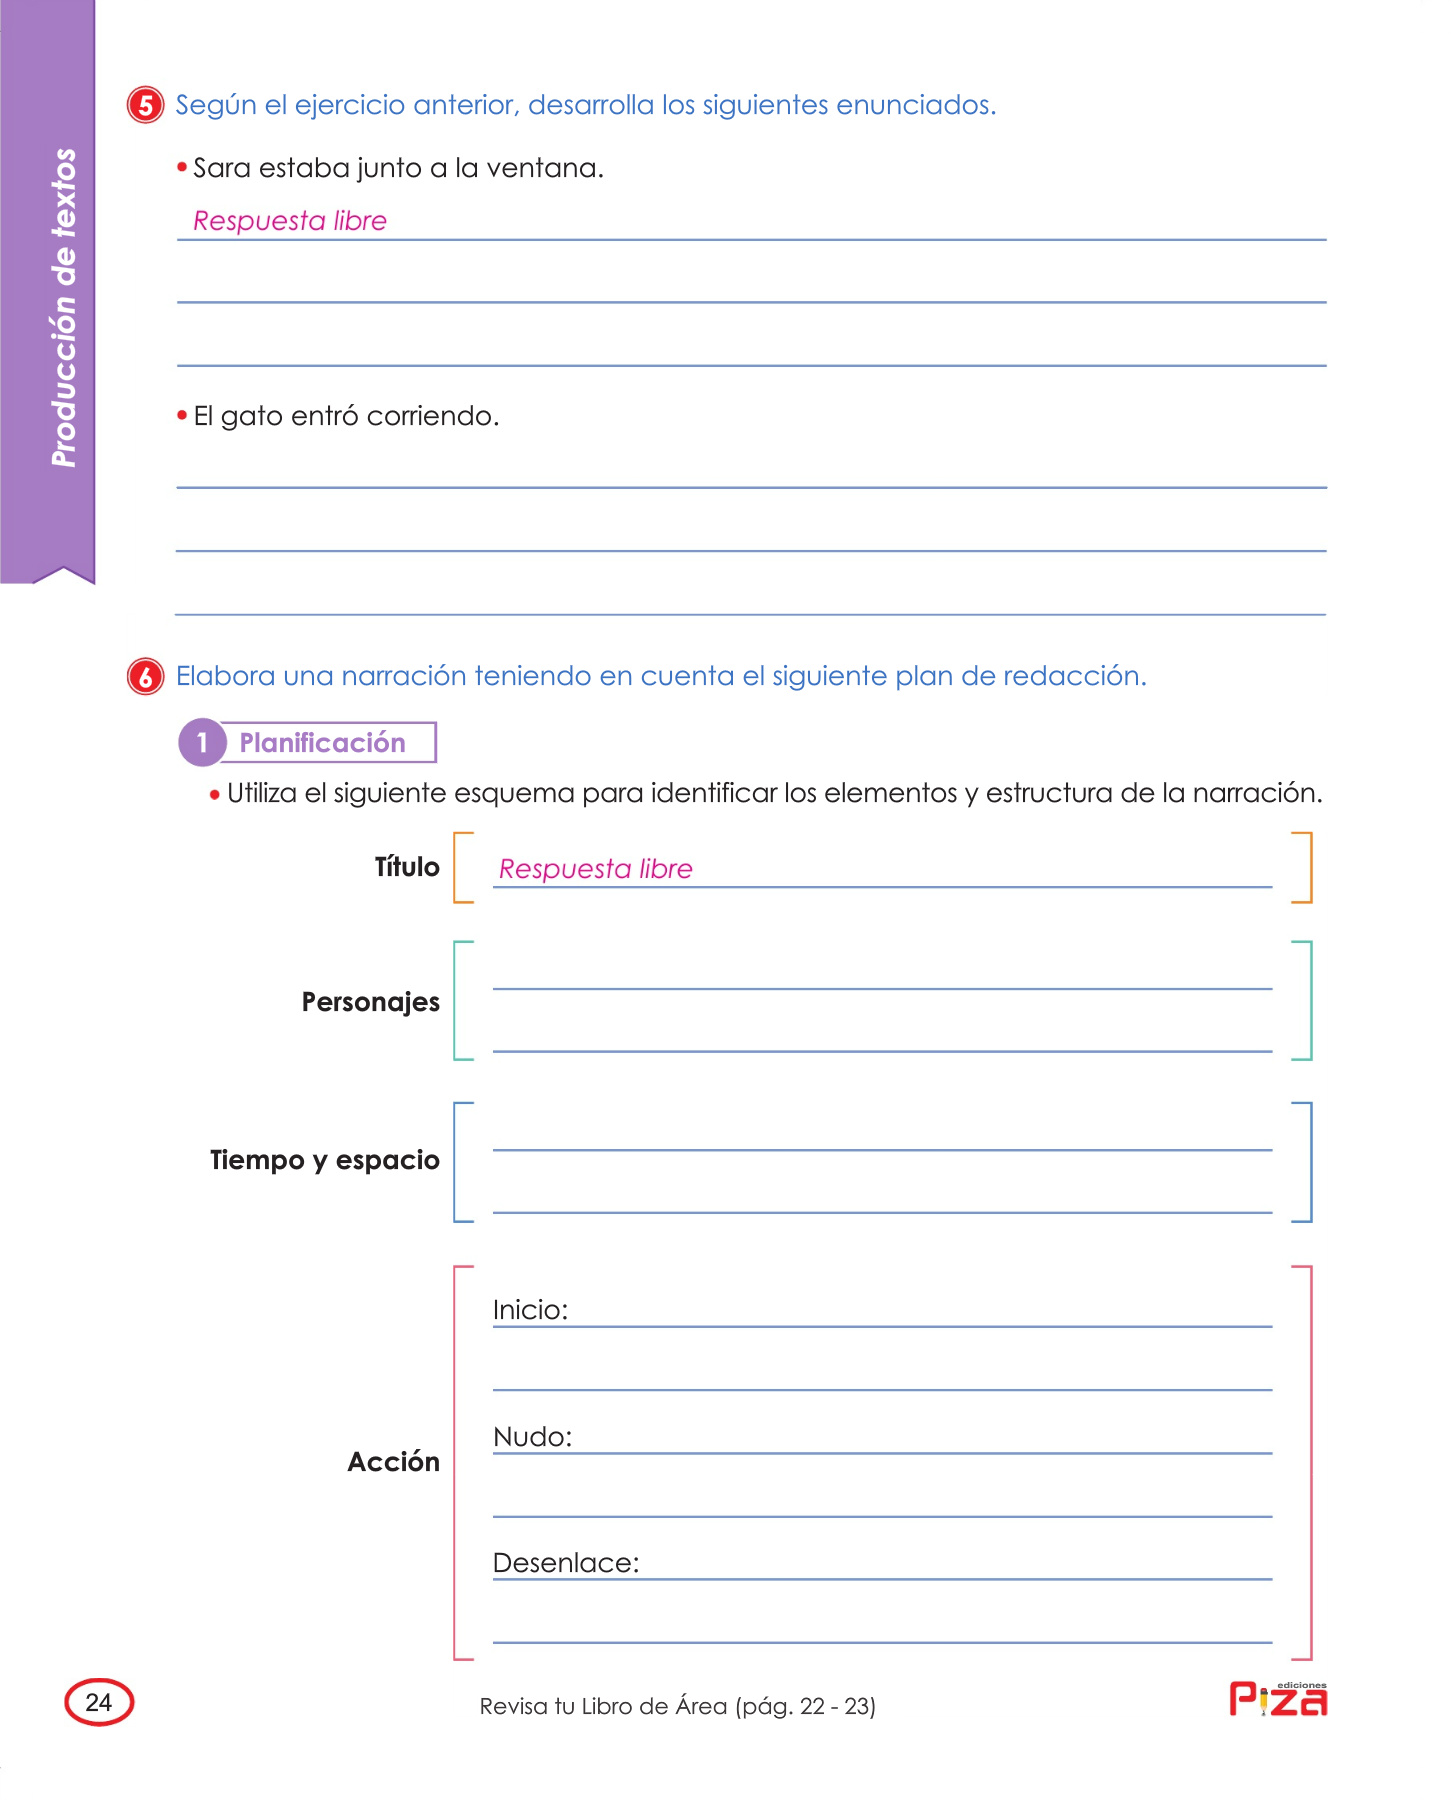 Producción de textos
5 Según el ejercicio anterior, desarrolla los siguientes enunciados.
• Sara estaba junto a la ventana.
Respuesta libre
• El gato entró corriendo.
6 Elabora una narración teniendo en cuenta el siguiente plan de redacción.
1 Planificación
• Utiliza el siguiente esquema para identificar los elementos y estructura de la narración.
Título
Respuesta libre
Personajes
Tiempo y espacio
Acción
Inicio:
Nudo:
Desenlace:
24
Revisa tu Libro de Área (pág. 22 - 23)
ediciones
Piza